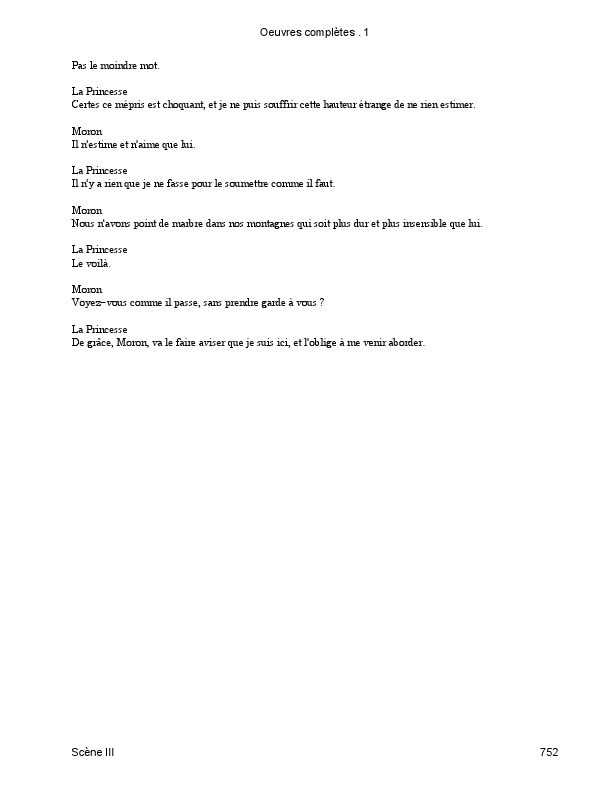 Oeuvres complètes . 1
Pas le moindre mot.
La Princesse
Certes ce mépris est choquant, et je ne puis souffrir cette hauteur étrange de ne rien estimer.
Moron
Il n'estime et n'aime que lui.
La Princesse
Il n'y a rien que je ne fasse pour le soumettre comme il faut.
Moron
Nous n'avons point de marbre dans nos montagnes qui soit plus dur et plus insensible que lui.
La Princesse
Le voilà.
Moron
Voyez−vous comme il passe, sans prendre garde à vous ?
La Princesse
De grâce, Moron, va le faire aviser que je suis ici, et l'oblige à me venir aborder.
Scène III
752